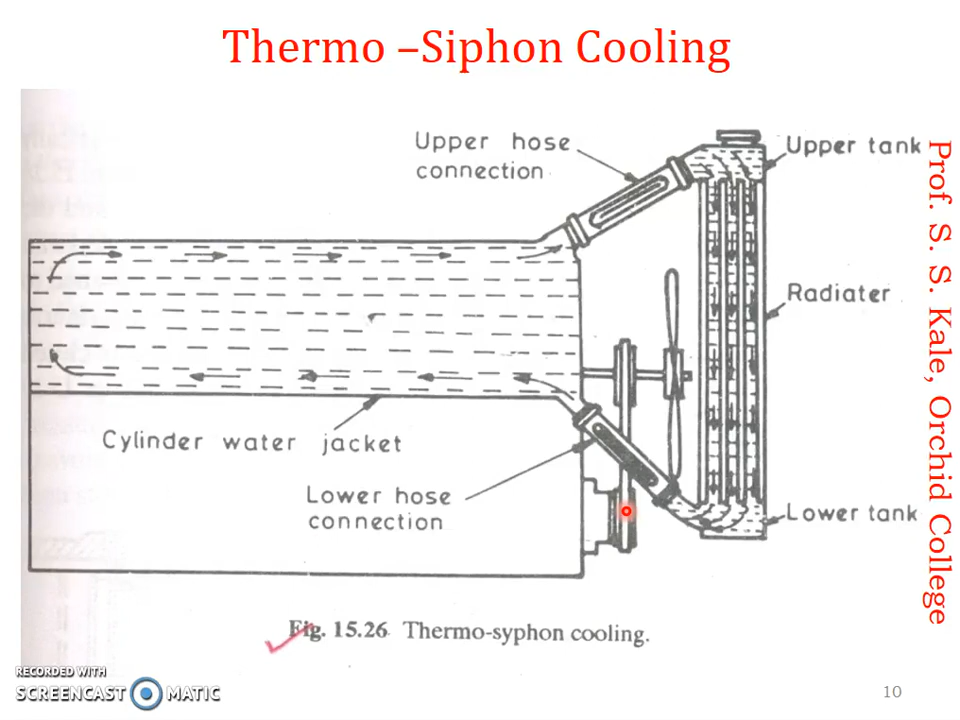 Thermo –Siphon Cooling
Upper hose
connection
Upper tank
Radiater
Cylinder water jacket
Lower hose
connection
Lower tank
Fig. 15.26 Thermo-syphon cooling.
Prof. S. S. Kale, Orchid College
RECORDED WITH
SCREENCAST MATIC
10